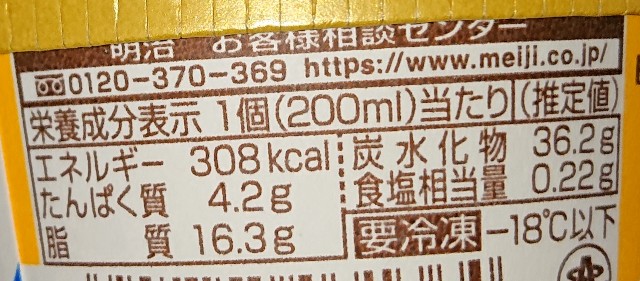 明治 お客様相談センター
0120-370-369 https://www.meiji.co.jp/
栄養成分表示 1個(200ml)当たり (推定値)
エネルギー 308kcal 炭水化物 36.2g
たんぱく質 4.2g 食塩相当量 0.22g
脂質 16.3g 要冷凍 -18℃以下